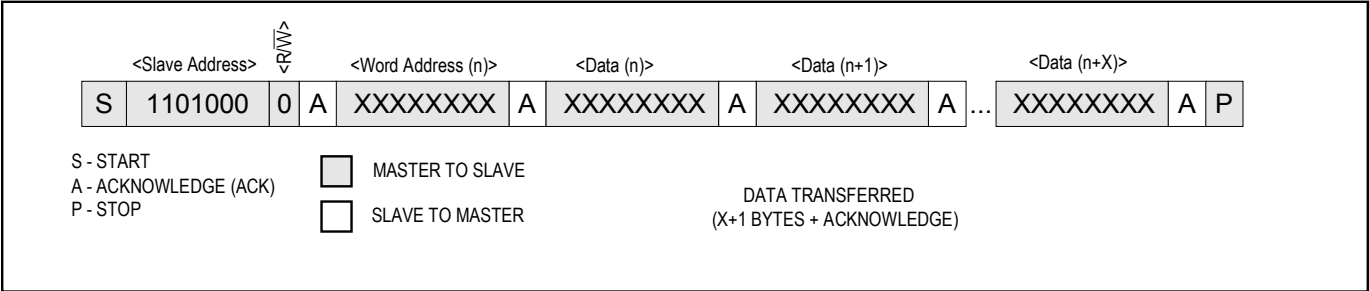 <R/W̅>
<Slave Address> <Word Address (n)> <Data (n)> <Data (n+1)> <Data (n+X)>
S 1101000 0 A XXXXXXXX A XXXXXXXX A XXXXXXXX A ... XXXXXXXX A P
S - START
A - ACKNOWLEDGE (ACK)
P - STOP
MASTER TO SLAVE
SLAVE TO MASTER
DATA TRANSFERRED
(X+1 BYTES + ACKNOWLEDGE)